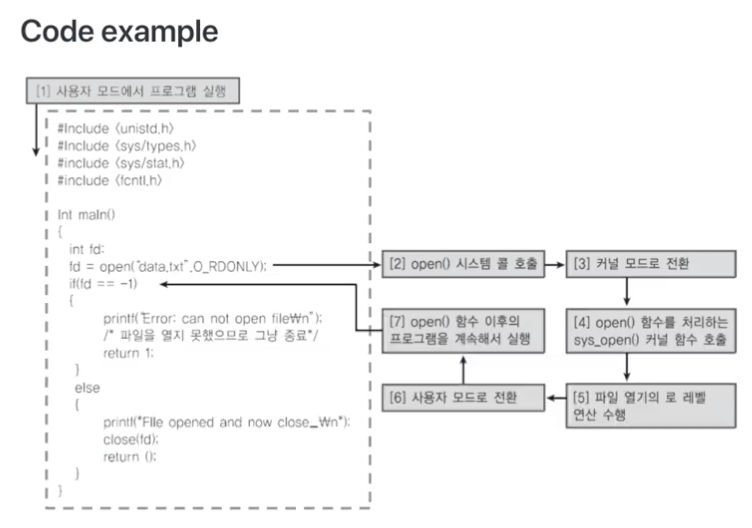 Code example
[1] 사용자 모드에서 프로그램 실행
#Include <unistd.h>
#Include <sys/types.h>
#include <sys/stat.h>
#include <fcntl.h>
Int maIn()
{
int fd:
fd = open("data.txt",O_RDONLY);
if(fd == -1)
{
printf("Error: can not open file₩n");
/* 파일을 열지 못했으므로 그냥 종료*/
return 1;
}
else
{
printf("FIle opened and now close_₩n");
close(fd);
return ();
}
}
[2] open() 시스템 콜 호출
[3] 커널 모드로 전환
[4] open() 함수를 처리하는
sys_open() 커널 함수 호출
[5] 파일 열기의 로 레벨
연산 수행
[6] 사용자 모드로 전환
[7] open() 함수 이후의
프로그램을 계속해서 실행